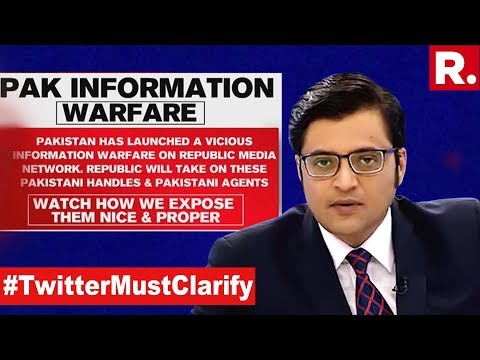 R.
PAK INFORMATION
WARFARE
PAKISTAN HAS LAUNCHED A VICIOUS
INFORMATION WARFARE ON REPUBLIC MEDIA
NETWORK. REPUBLIC WILL TAKE ON THESE
PAKISTANI HANDLES & PAKISTANI AGENTS
WATCH HOW WE EXPOSE
THEM NICE & PROPER
#TwitterMustClarify